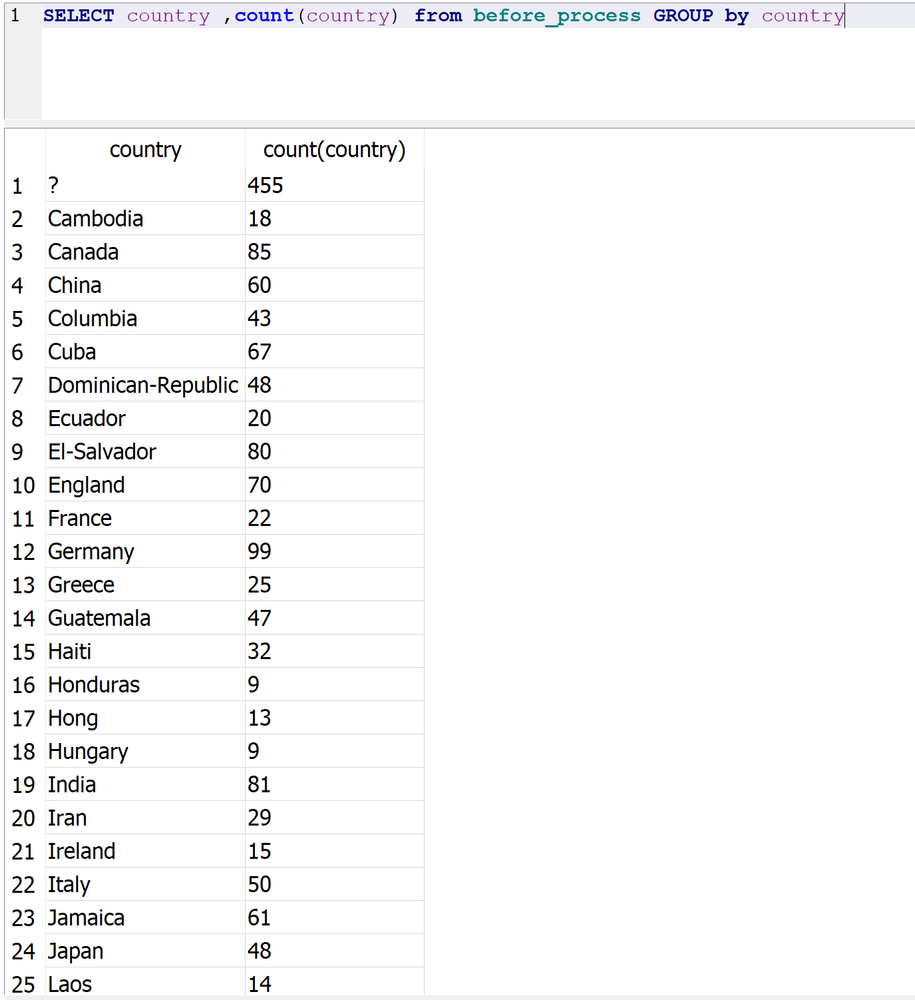 1 SELECT country ,count(country) from before_process GROUP by country
country count(country)
1 ? 455
2 Cambodia 18
3 Canada 85
4 China 60
5 Columbia 43
6 Cuba 67
7 Dominican-Republic 48
8 Ecuador 20
9 El-Salvador 80
10 England 70
11 France 22
12 Germany 99
13 Greece 25
14 Guatemala 47
15 Haiti 32
16 Honduras 9
17 Hong 13
18 Hungary 9
19 India 81
20 Iran 29
21 Ireland 15
22 Italy 50
23 Jamaica 61
24 Japan 48
25 Laos 14